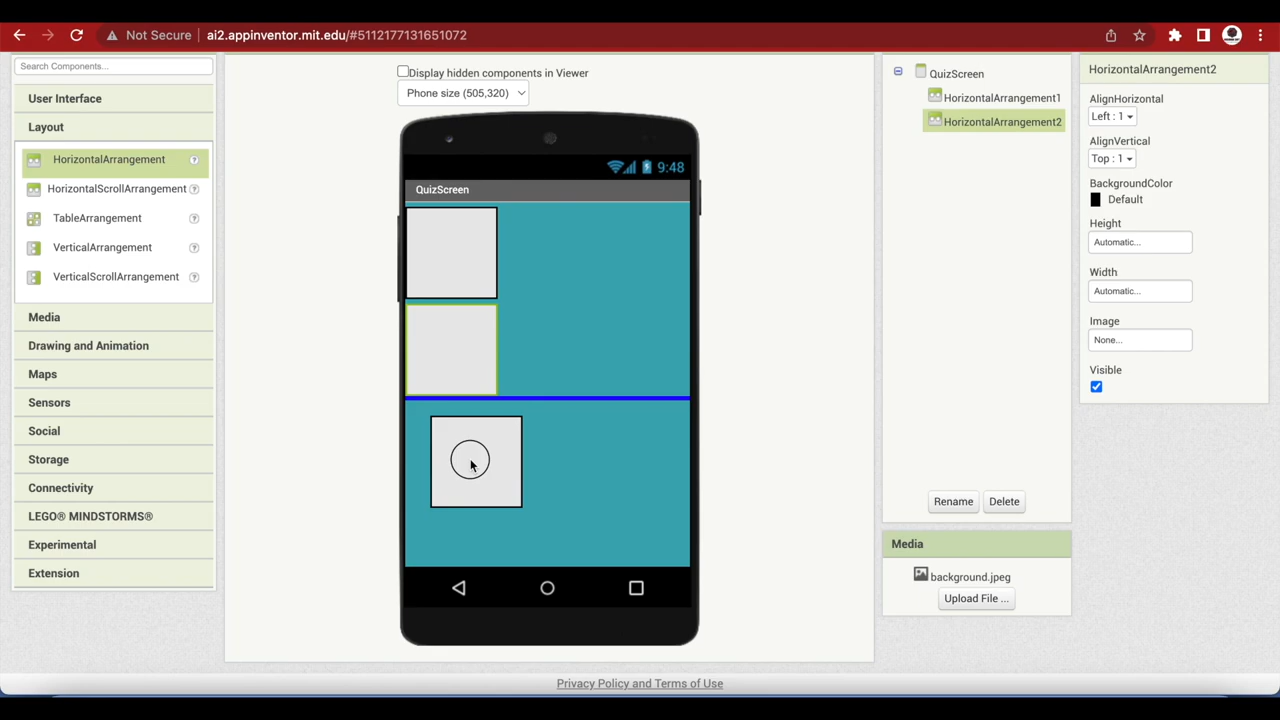 Not Secure
ai2.appinventor.mit.edu/#5112177131651072
Search Components...
User Interface
Layout
HorizontalArrangement
HorizontalScrollArrangement
TableArrangement
VerticalArrangement
VerticalScrollArrangement
Media
Drawing and Animation
Maps
Sensors
Social
Storage
Connectivity
LEGO® MINDSTORMS®
Experimental
Extension
Display hidden components in Viewer
Phone size (505,320)
9:48
QuizScreen
QuizScreen
HorizontalArrangement1
HorizontalArrangement2
Rename Delete
Media
background.jpeg
Upload File ...
HorizontalArrangement2
AlignHorizontal
Left : 1
AlignVertical
Top : 1
BackgroundColor
Default
Height
Automatic...
Width
Automatic...
Image
None...
Visible
Privacy Policy and Terms of Use